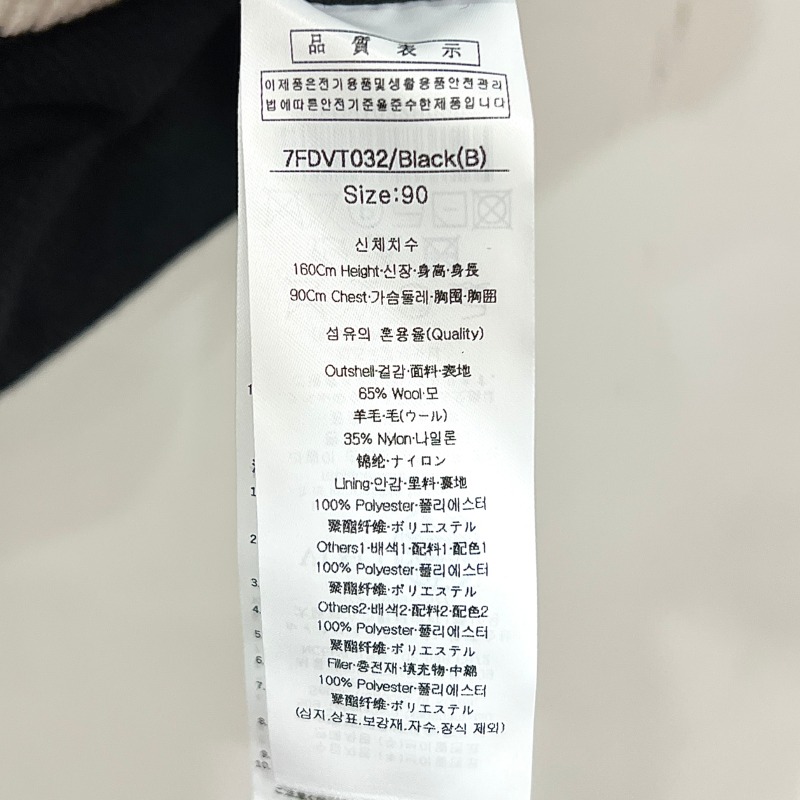 品質表示
이제품은전기용품및생활용품안전관리
법에따른안전기준을준수한제품입니다
7FDVT032/Black(B)
Size:90
신체치수
160Cm Height·신장·身高·身長
90Cm Chest·가슴둘레·胸围·胸囲
섬유의 혼용율(Quality)
Outshell·겉감·面料·表地
65% Wool·모
羊毛·毛(ウール)
35% Nylon·나일론
锦纶·ナイロン
Lining·안감·里料·裏地
100% Polyester·폴리에스터
聚酯纤维·ポリエステル
Others1·배색1·配料1·配色1
100% Polyester·폴리에스터
聚酯纤维·ポリエステル
Others2·배색2·配料2·配色2
100% Polyester·폴리에스터
聚酯纤维·ポリエステル
Filler·충전재·填充物·中綿
100% Polyester·폴리에스터
聚酯纤维·ポリエステル
(심지,상표,보강재,자수,장식 제외)